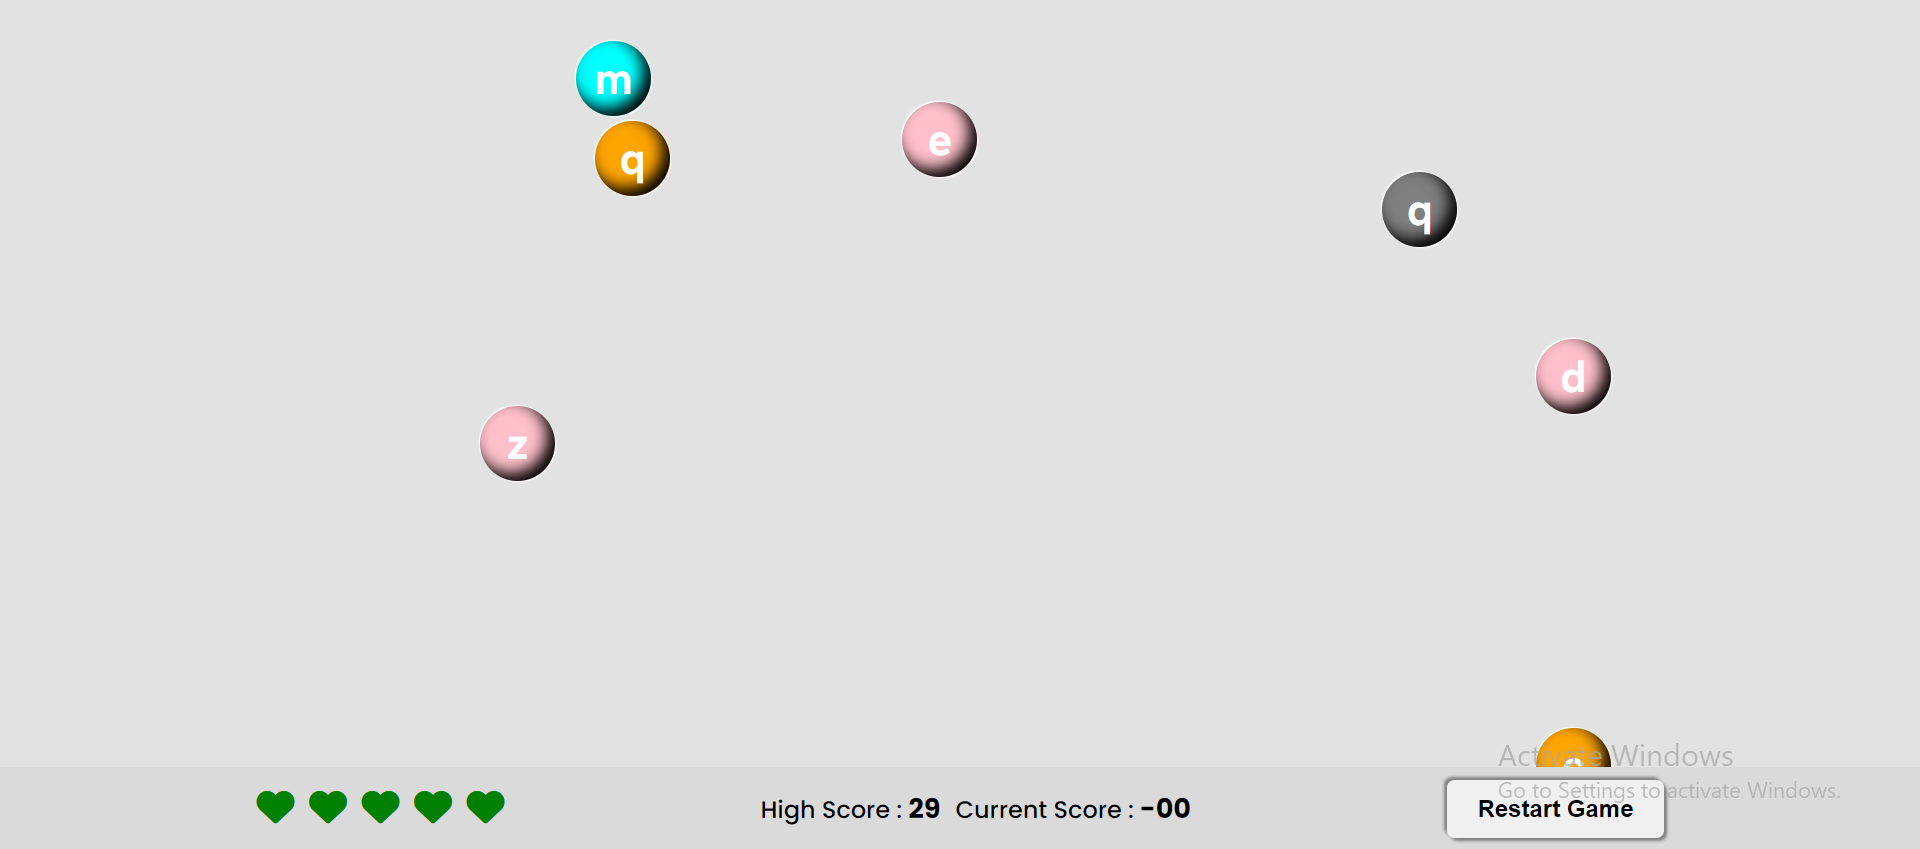 m
q
e
q
d
z
Activate Windows
Go to Settings to activate Windows.
High Score : 29 Current Score : -00
Restart Game